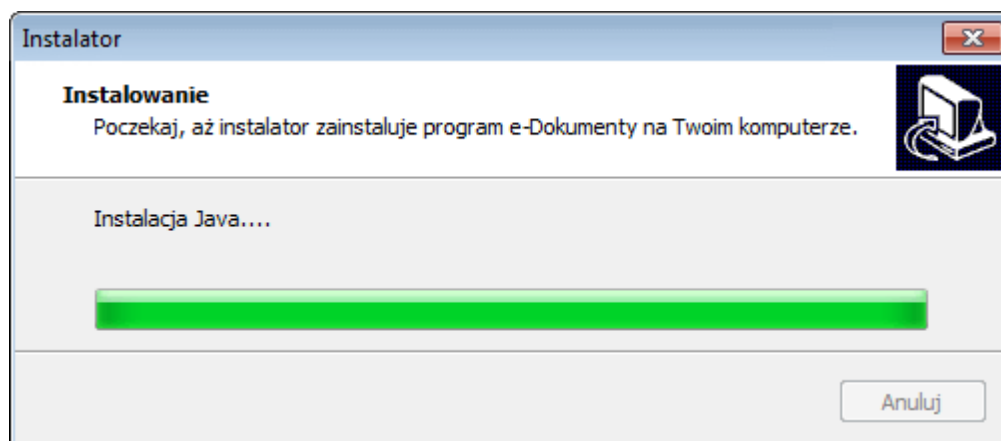 Instalator
Instalowanie
Poczekaj, aż instalator zainstaluje program e-Dokumenty na Twoim komputerze.
Instalacja Java....
Anuluj